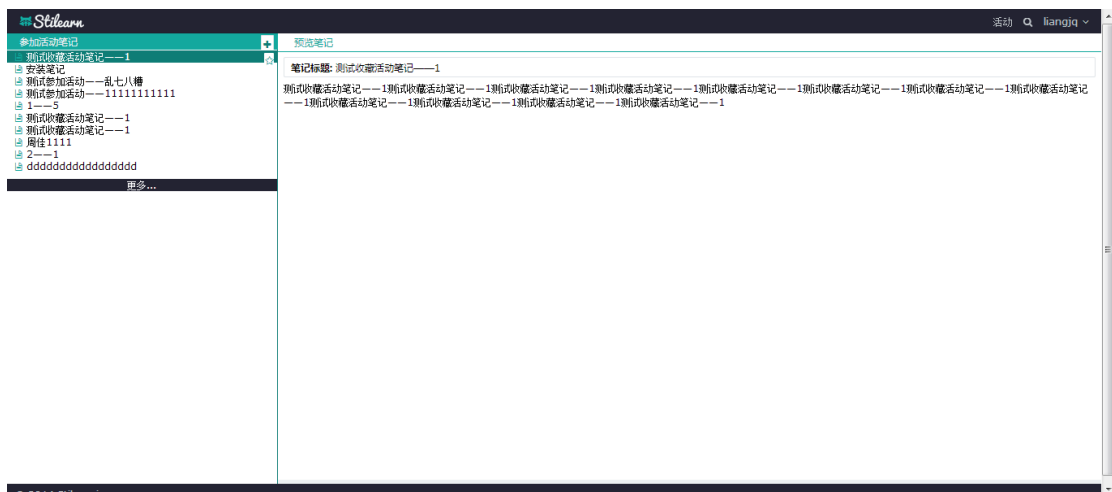 Stilearn
活动 liangjq
参加活动笔记
测试收藏活动笔记——1
安装笔记
测试参加活动——乱七八糟
测试参加活动——11111111111
1——5
测试收藏活动笔记——1
测试收藏活动笔记——1
周佳1111
2——1
ddddddddddddddddd
更多...
预览笔记
笔记标题: 测试收藏活动笔记——1
测试收藏活动笔记——1测试收藏活动笔记——1测试收藏活动笔记——1测试收藏活动笔记——1测试收藏活动笔记——1测试收藏活动笔记——1测试收藏活动笔记——1测试收藏活动笔记
——1测试收藏活动笔记——1测试收藏活动笔记——1测试收藏活动笔记——1测试收藏活动笔记——1